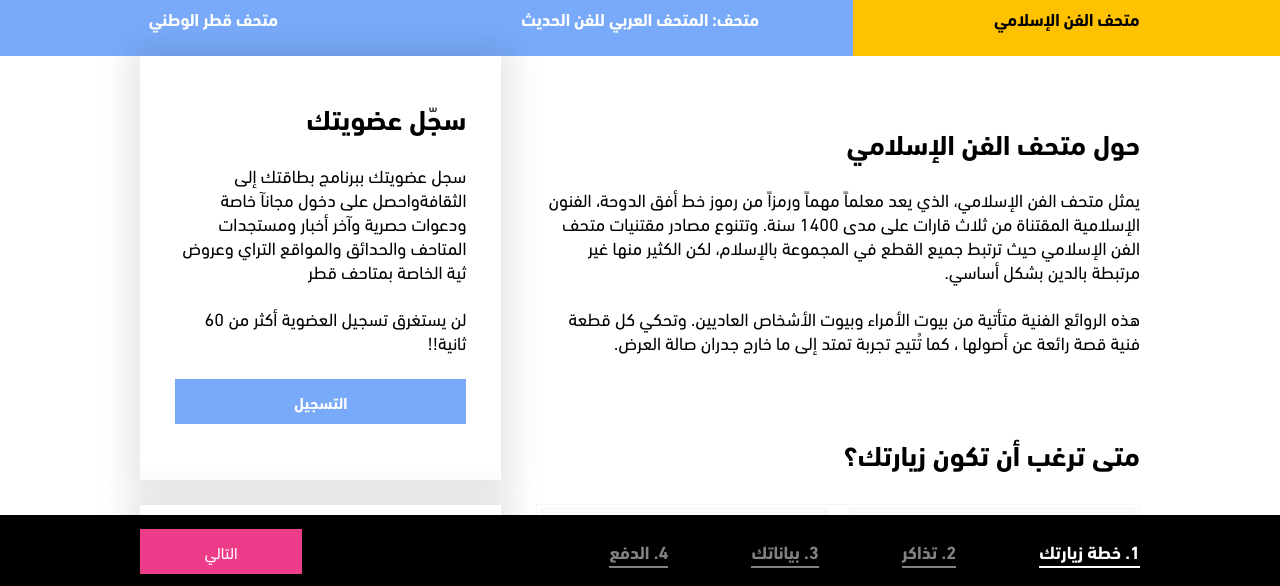 متحف الفن الإسلامي
متحف: المتحف العربي للفن الحديث
متحف قطر الوطني
حول متحف الفن الإسلامي
يمثل متحف الفن الإسلامي، الذي يعد معلماً مهماً ورمزاً من رموز خط أفق الدوحة، الفنون
الإسلامية المقتناة من ثلاث قارات على مدى 1400 سنة. وتتنوع مصادر مقتنيات متحف
الفن الإسلامي حيث ترتبط جميع القطع في المجموعة بالإسلام، لكن الكثير منها غير
مرتبطة بالدين بشكل أساسي.
هذه الروائع الفنية متأتية من بيوت الأمراء وبيوت الأشخاص العاديين. وتحكي كل قطعة
فنية قصة رائعة عن أصولها ، كما تُتيح تجربة تمتد إلى ما خارج جدران صالة العرض.
متى ترغب أن تكون زيارتك؟
سجّل عضويتك
سجل عضويتك ببرنامج بطاقتك إلى
الثقافةواحصل على دخول مجاناً خاصة
ودعوات حصرية وآخر أخبار ومستجدات
المتاحف والحدائق والمواقع التراي وعروض
ثية الخاصة بمتاحف قطر
لن يستغرق تسجيل العضوية أكثر من 60
ثانية!!
التسجيل
1. خطة زيارتك
2. تذاكر
3. بياناتك
4. الدفع
التالي